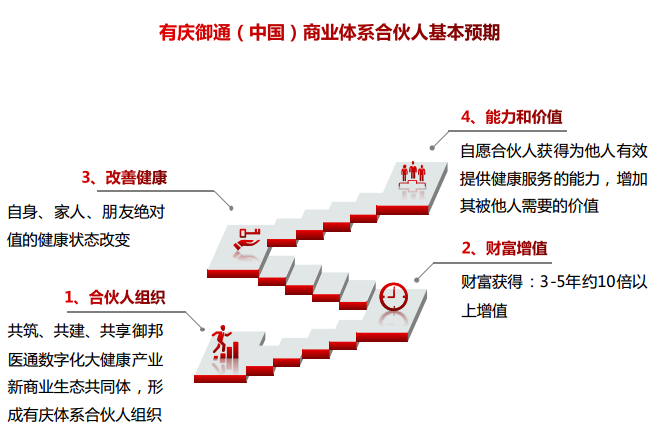 有庆御通（中国）商业体系合伙人基本预期
4、能力和价值
自愿合伙人获得为他人有效
提供健康服务的能力，增加
其被他人需要的价值
3、改善健康
自身、家人、朋友绝对
值的健康状态改变
2、财富增值
财富获得：3-5年约10倍以
上增值
1、合伙人组织
共筑、共建、共享御邦
医通数字化大健康产业
新商业生态共同体，形
成有庆体系合伙人组织